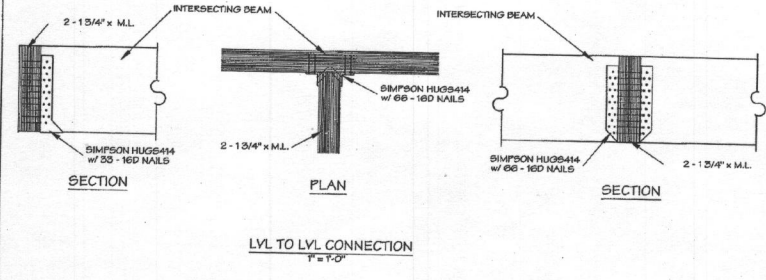 2 - 1 3/4" x M.L.
INTERSECTING BEAM
SIMPSON HUGS414
w/ 33 - 16D NAILS
SECTION
SIMPSON HUGS414
w/ 66 - 16D NAILS
2 - 1 3/4" x M.L.
PLAN
INTERSECTING BEAM
SIMPSON HUGS414
w/ 66 - 16D NAILS
2 - 1 3/4" x M.L.
SECTION
LVL TO LVL CONNECTION
1" = 1'-0"